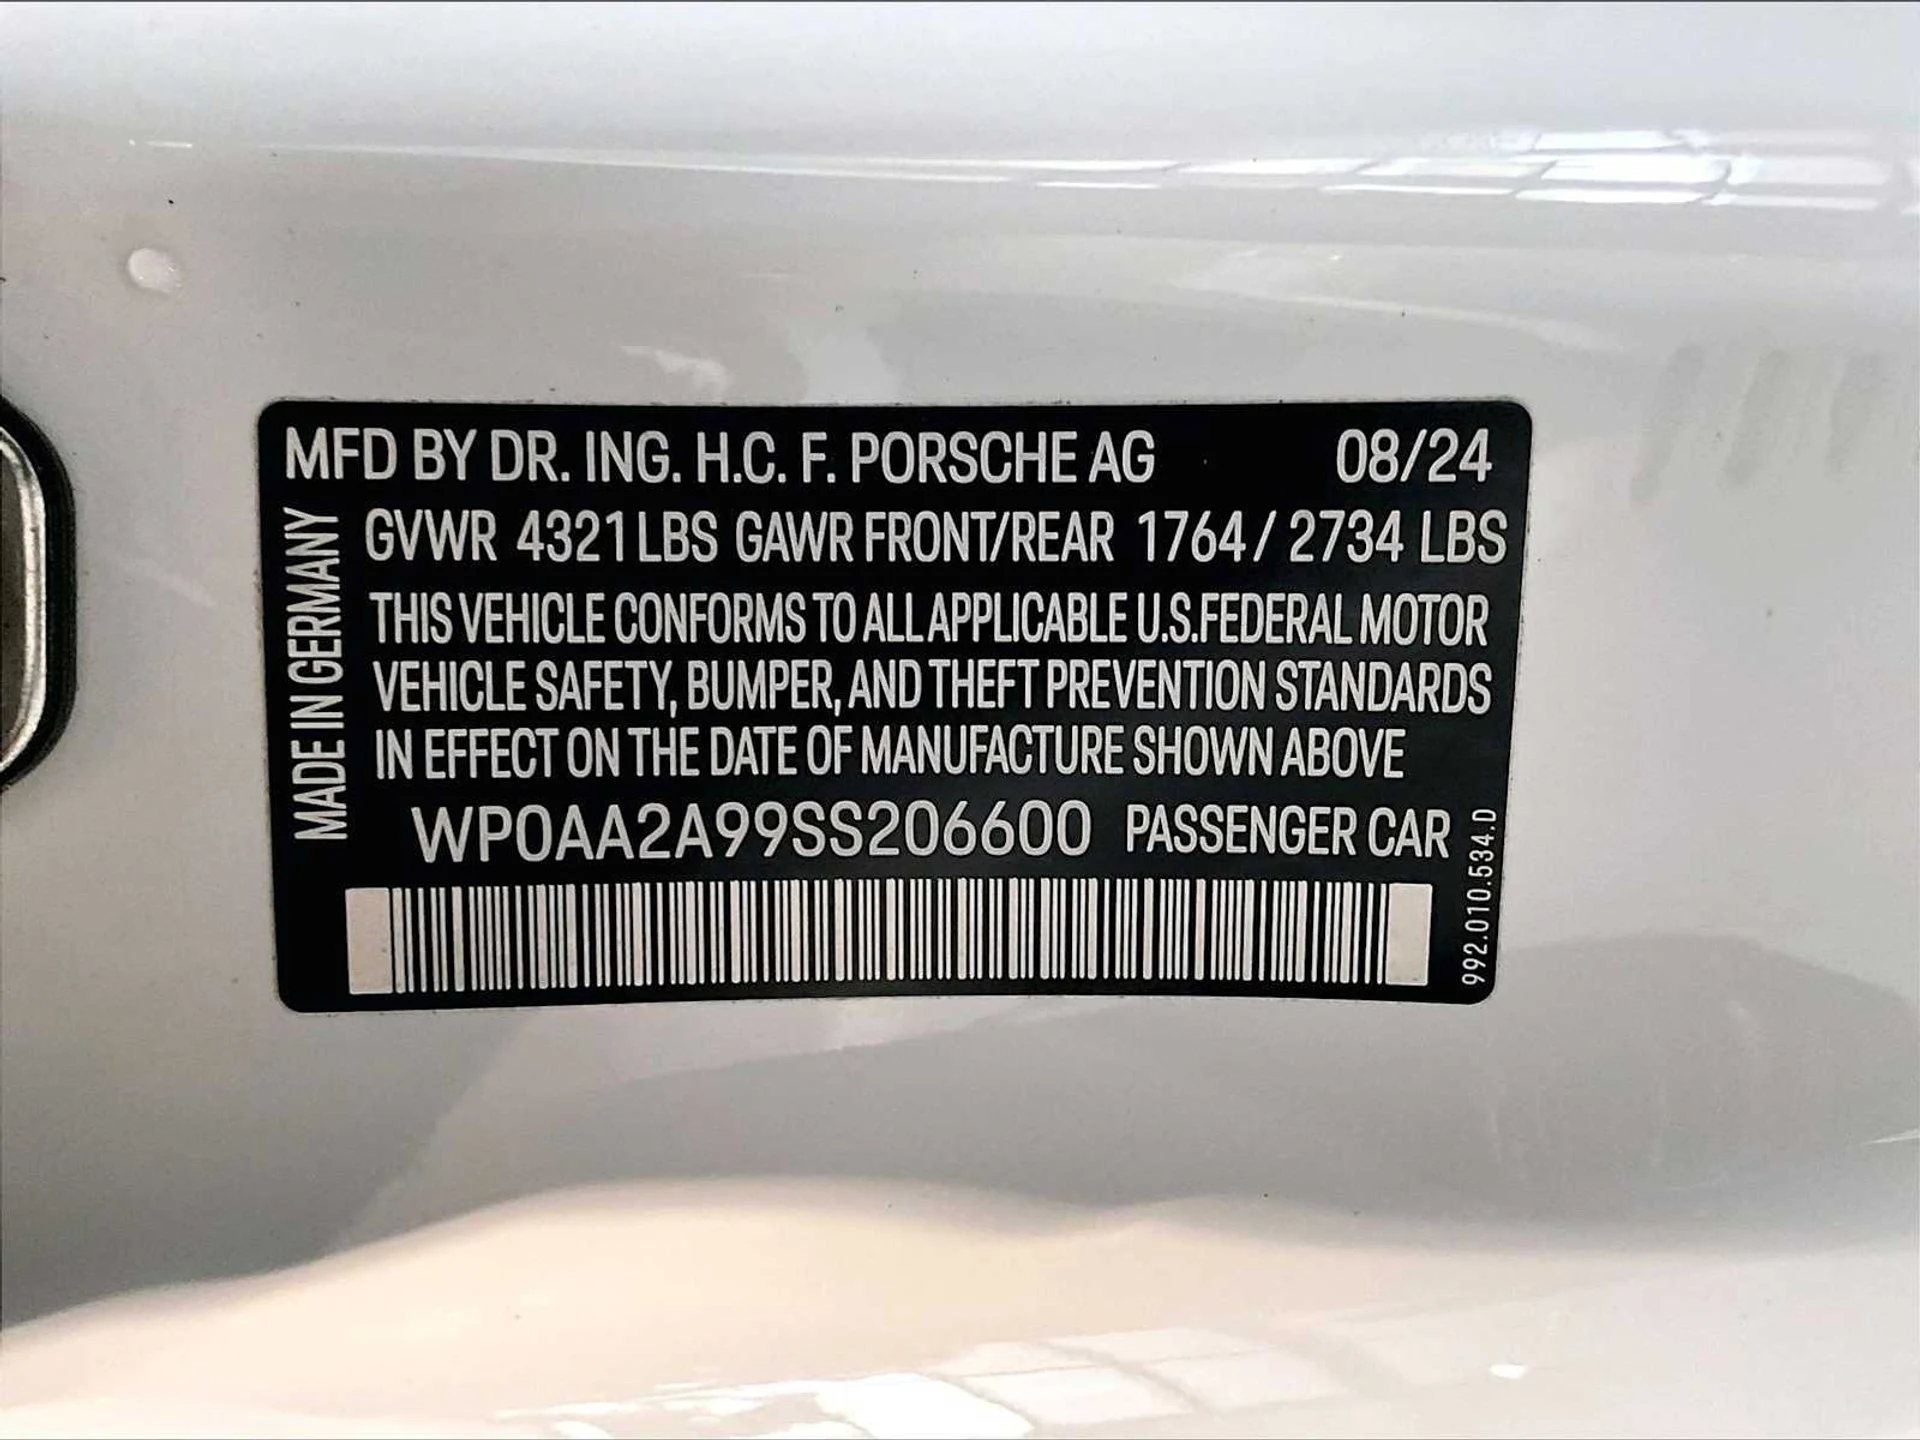 MFD BY DR. ING. H.C. F. PORSCHE AG 08/24
GVWR 4321 LBS GAWR FRONT/REAR 1764 / 2734 LBS
THIS VEHICLE CONFORMS TO ALL APPLICABLE U.S.FEDERAL MOTOR
VEHICLE SAFETY, BUMPER, AND THEFT PREVENTION STANDARDS
IN EFFECT ON THE DATE OF MANUFACTURE SHOWN ABOVE
WP0AA2A99SS206600 PASSENGER CAR
MADE IN GERMANY
992.010.534.D